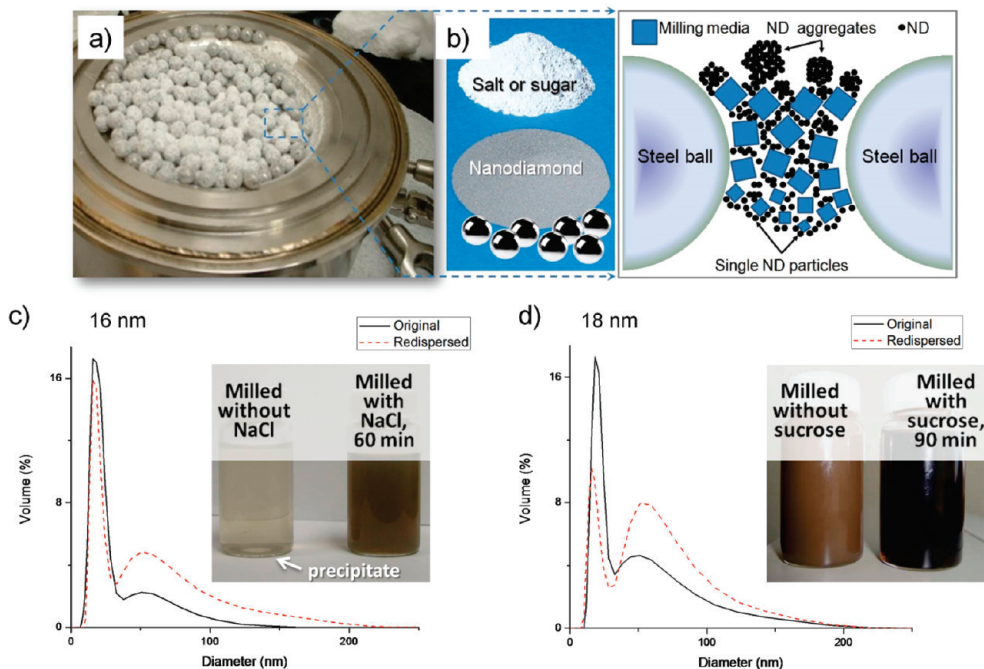 a)
b)
Salt or sugar
Nanodiamond
Milling media ND aggregates ND
Steel ball
Steel ball
Single ND particles
c) 16 nm
Original
Redispersed
Milled
without
NaCl
Milled
with
NaCl,
60 min
precipitate
Volume (%)
16
8
0
0
100
200
Diameter (nm)
d) 18 nm
Original
Redispersed
Milled
without
sucrose
Milled
with
sucrose,
90 min
Volume (%)
16
8
0
0
100
200
Diameter (nm)